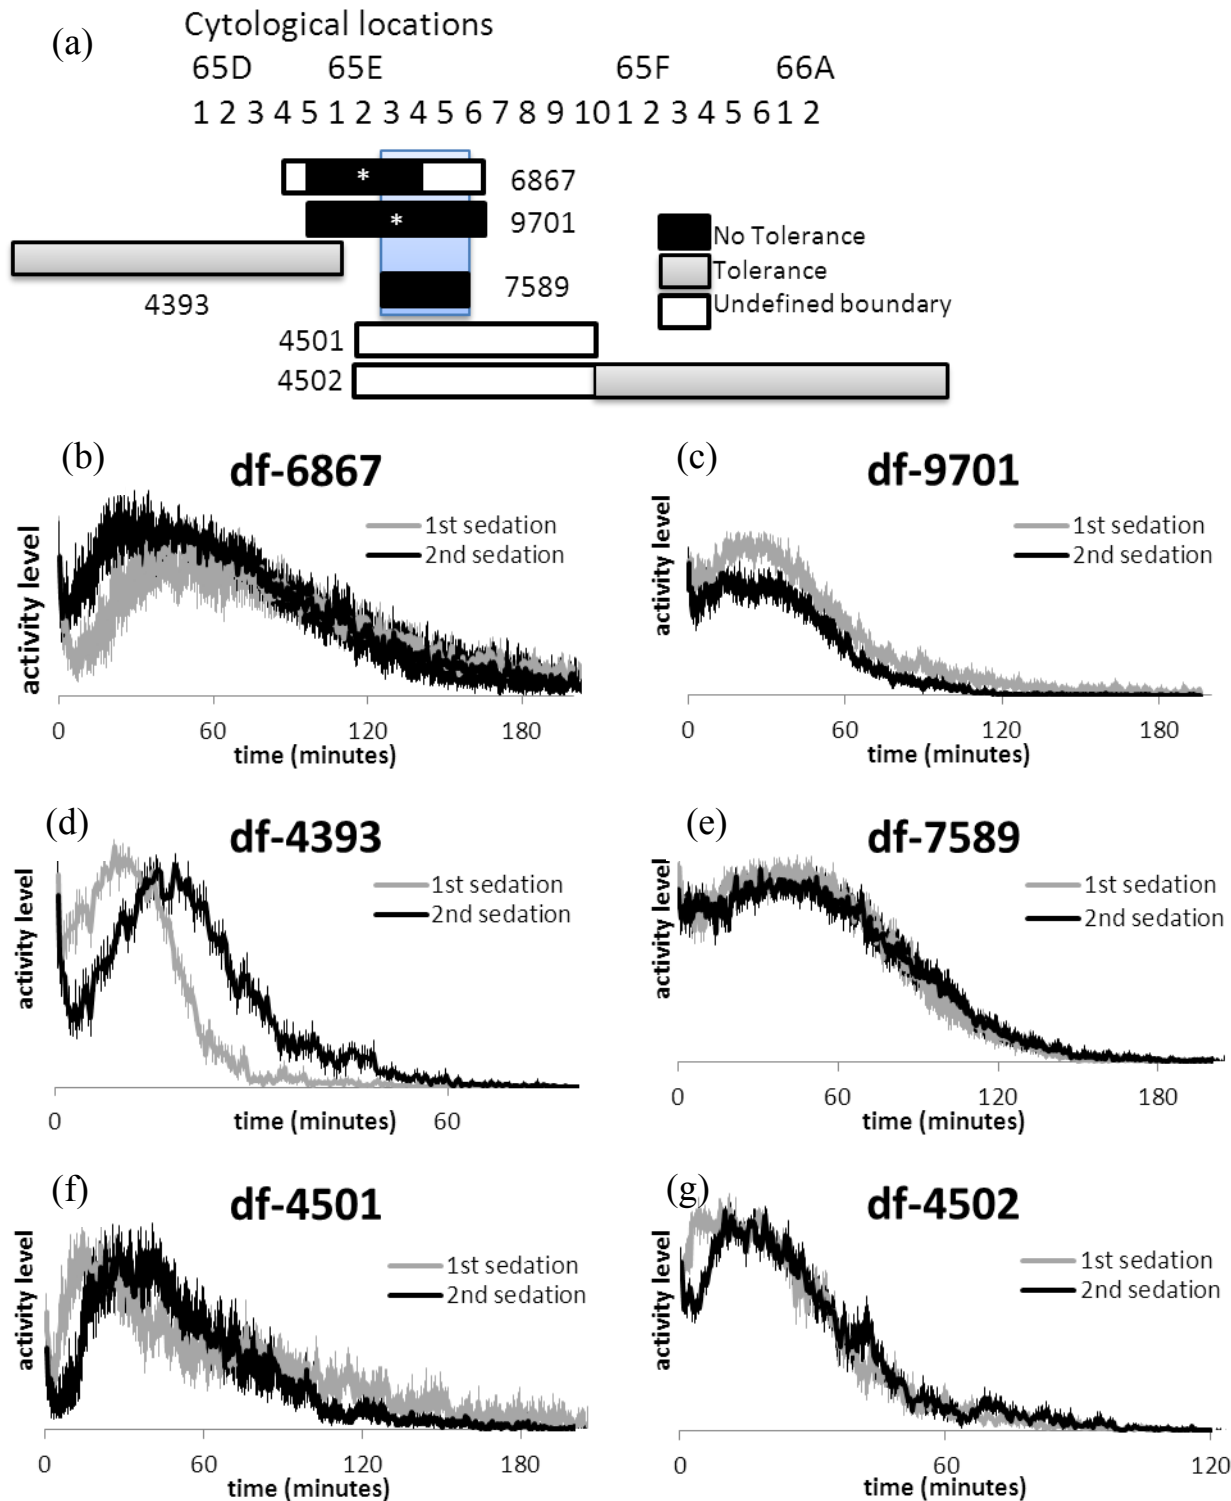 (a)
Cytological locations
65D 65E 65F 66A
1 2 3 4 5 1 2 3 4 5 6 7 8 9 10 1 2 3 4 5 6 1 2
* 6867
* 9701
4393
7589
4501
4502
No Tolerance
Tolerance
Undefined boundary
(b)
df-6867
1st sedation
2nd sedation
activity level
0 60 120 180
time (minutes)
(c)
df-9701
1st sedation
2nd sedation
activity level
0 60 120 180
time (minutes)
(d)
df-4393
1st sedation
2nd sedation
activity level
0 60
time (minutes)
(e)
df-7589
1st sedation
2nd sedation
activity level
0 60 120 180
time (minutes)
(f)
df-4501
1st sedation
2nd sedation
activity level
0 60 120 180
time (minutes)
(g)
df-4502
1st sedation
2nd sedation
activity level
0 60 120
time (minutes)